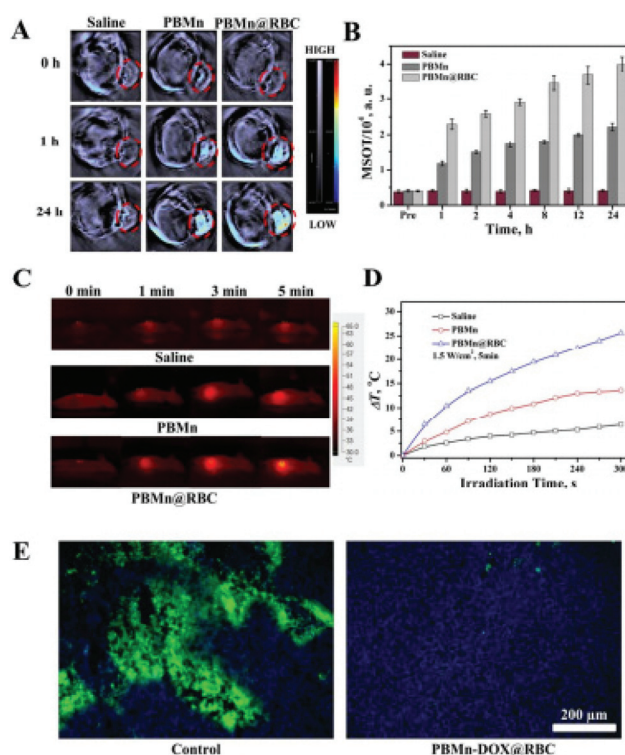 A
Saline PBMn PBMn@RBC
HIGH
0 h
1 h
24 h
LOW
B
Saline
PBMn
PBMn@RBC
MSOT/10⁴, a. u.
4
3
2
1
0
Pre 1 2 4 8 12 24
Time, h
C
0 min 1 min 3 min 5 min
Saline
PBMn
PBMn@RBC
°C
D
Saline
PBMn
PBMn@RBC
1.5 W/cm², 5min
ΔT, °C
30
25
20
15
10
5
0
0 60 120 180 240 300
Irradiation Time, s
E
200 μm
Control PBMn-DOX@RBC